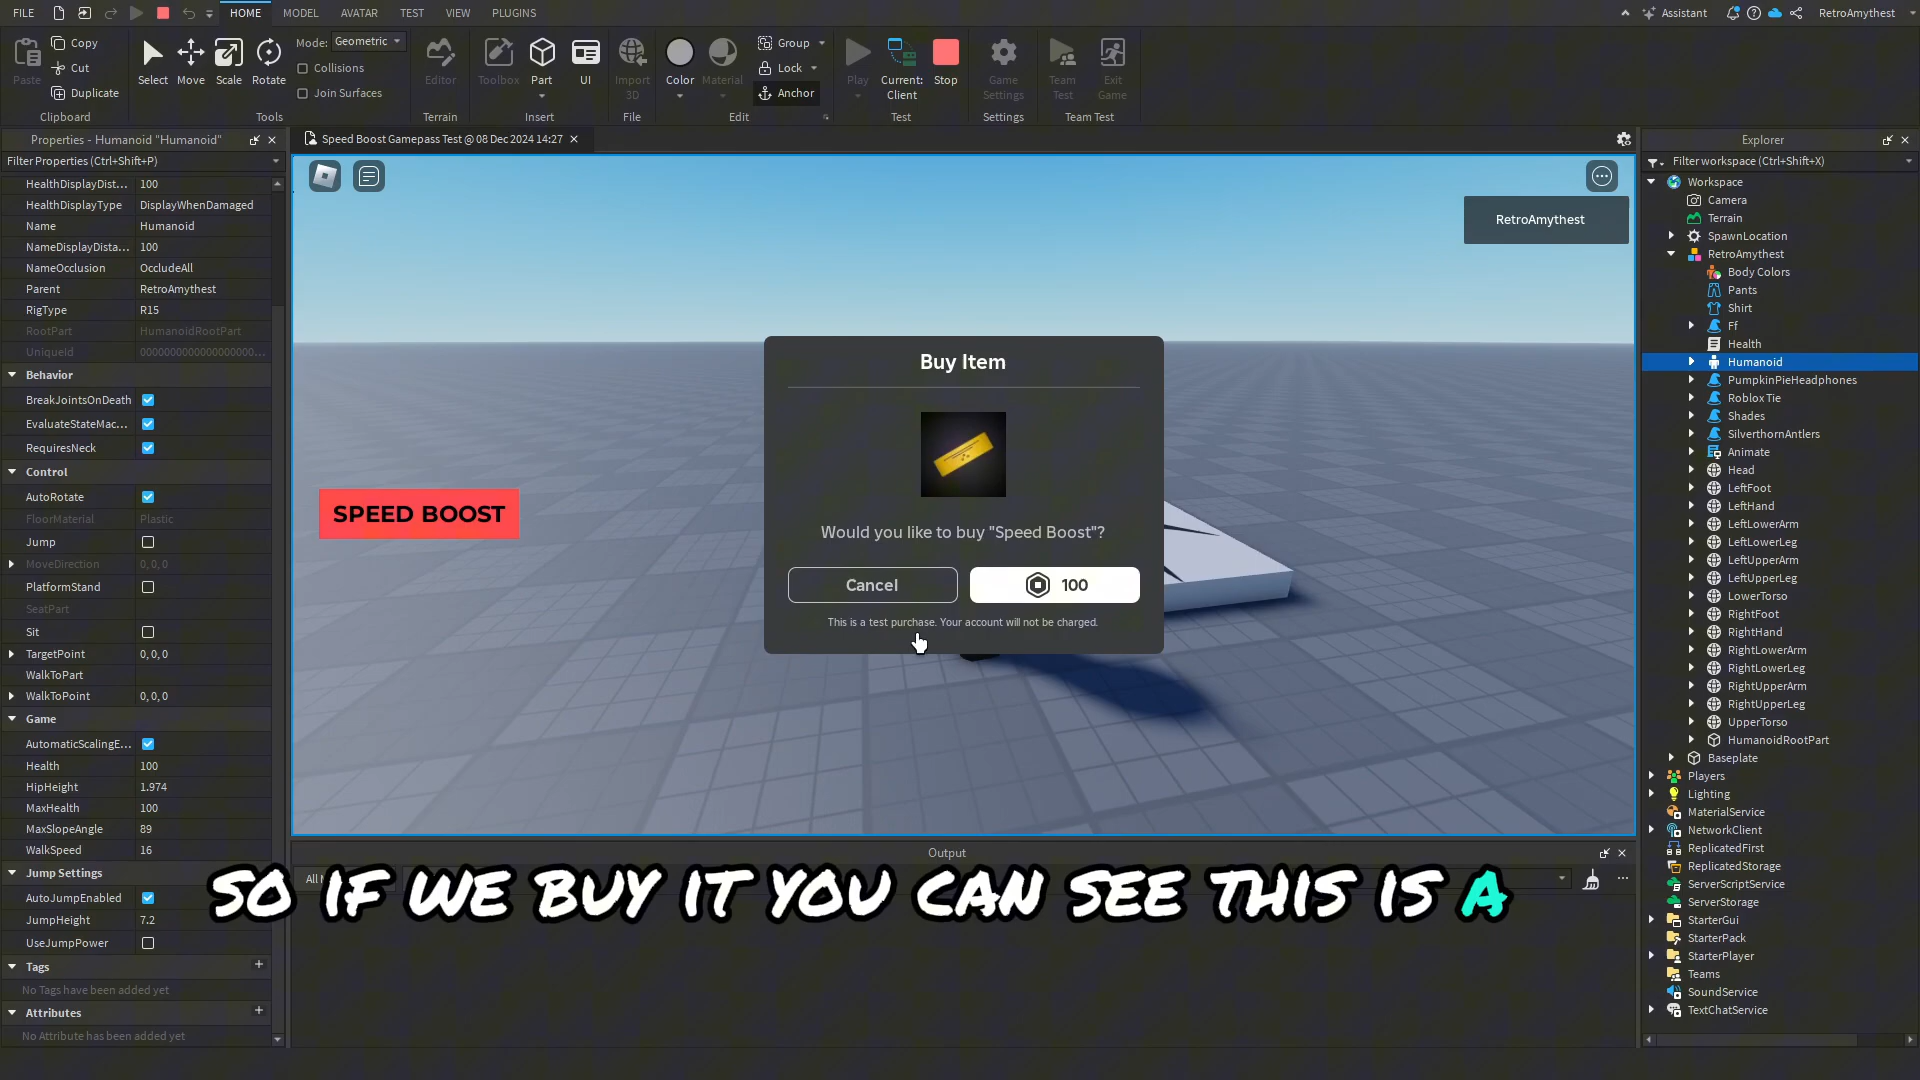 FILE HOME MODEL AVATAR TEST VIEW PLUGINS Assistant RetroAmythest
Paste Copy Cut Duplicate Clipboard
Select Move Scale Rotate Mode: Geometric Collisions Join Surfaces Tools
Editor Terrain
Toolbox Part UI Insert
Import 3D File
Color Material Group Lock Anchor Edit
Play Current: Client Stop Test
Game Settings Settings
Team Test Exit Game Team Test
Properties - Humanoid "Humanoid"
Filter Properties (Ctrl+Shift+P)
HealthDisplayDist... 100
HealthDisplayType DisplayWhenDamaged
Name Humanoid
NameDisplayDista... 100
NameOcclusion OccludeAll
Parent RetroAmythest
RigType R15
RootPart HumanoidRootPart
UniqueId 00000000000000000000...
Behavior
BreakJointsOnDeath
EvaluateStateMac...
RequiresNeck
Control
AutoRotate
FloorMaterial Plastic
Jump
MoveDirection 0, 0, 0
PlatformStand
SeatPart
Sit
TargetPoint 0, 0, 0
WalkToPart
WalkToPoint 0, 0, 0
Game
AutomaticScalingE...
Health 100
HipHeight 1.974
MaxHealth 100
MaxSlopeAngle 89
WalkSpeed 16
Jump Settings
AutoJumpEnabled
JumpHeight 7.2
UseJumpPower
Tags
No Tags have been added yet
Attributes
No Attribute has been added yet
Speed Boost Gamepass Test @ 08 Dec 2024 14:27
RetroAmythest
SPEED BOOST
Buy Item
Would you like to buy "Speed Boost"?
Cancel 100
This is a test purchase. Your account will not be charged.
Output
SO IF WE BUY IT YOU CAN SEE THIS IS A
Explorer
Filter workspace (Ctrl+Shift+X)
Workspace
Camera
Terrain
SpawnLocation
RetroAmythest
Body Colors
Pants
Shirt
Ff
Health
Humanoid
PumpkinPieHeadphones
Roblox Tie
Shades
SilverthornAntlers
Animate
Head
LeftFoot
LeftHand
LeftLowerArm
LeftLowerLeg
LeftUpperArm
LeftUpperLeg
LowerTorso
RightFoot
RightHand
RightLowerArm
RightLowerLeg
RightUpperArm
RightUpperLeg
UpperTorso
HumanoidRootPart
Baseplate
Players
Lighting
MaterialService
NetworkClient
ReplicatedFirst
ReplicatedStorage
ServerScriptService
ServerStorage
StarterGui
StarterPack
StarterPlayer
Teams
SoundService
TextChatService